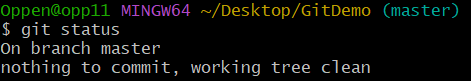 Oppen@opp11 MINGW64 ~/Desktop/GitDemo (master)
$ git status
On branch master
nothing to commit, working tree clean